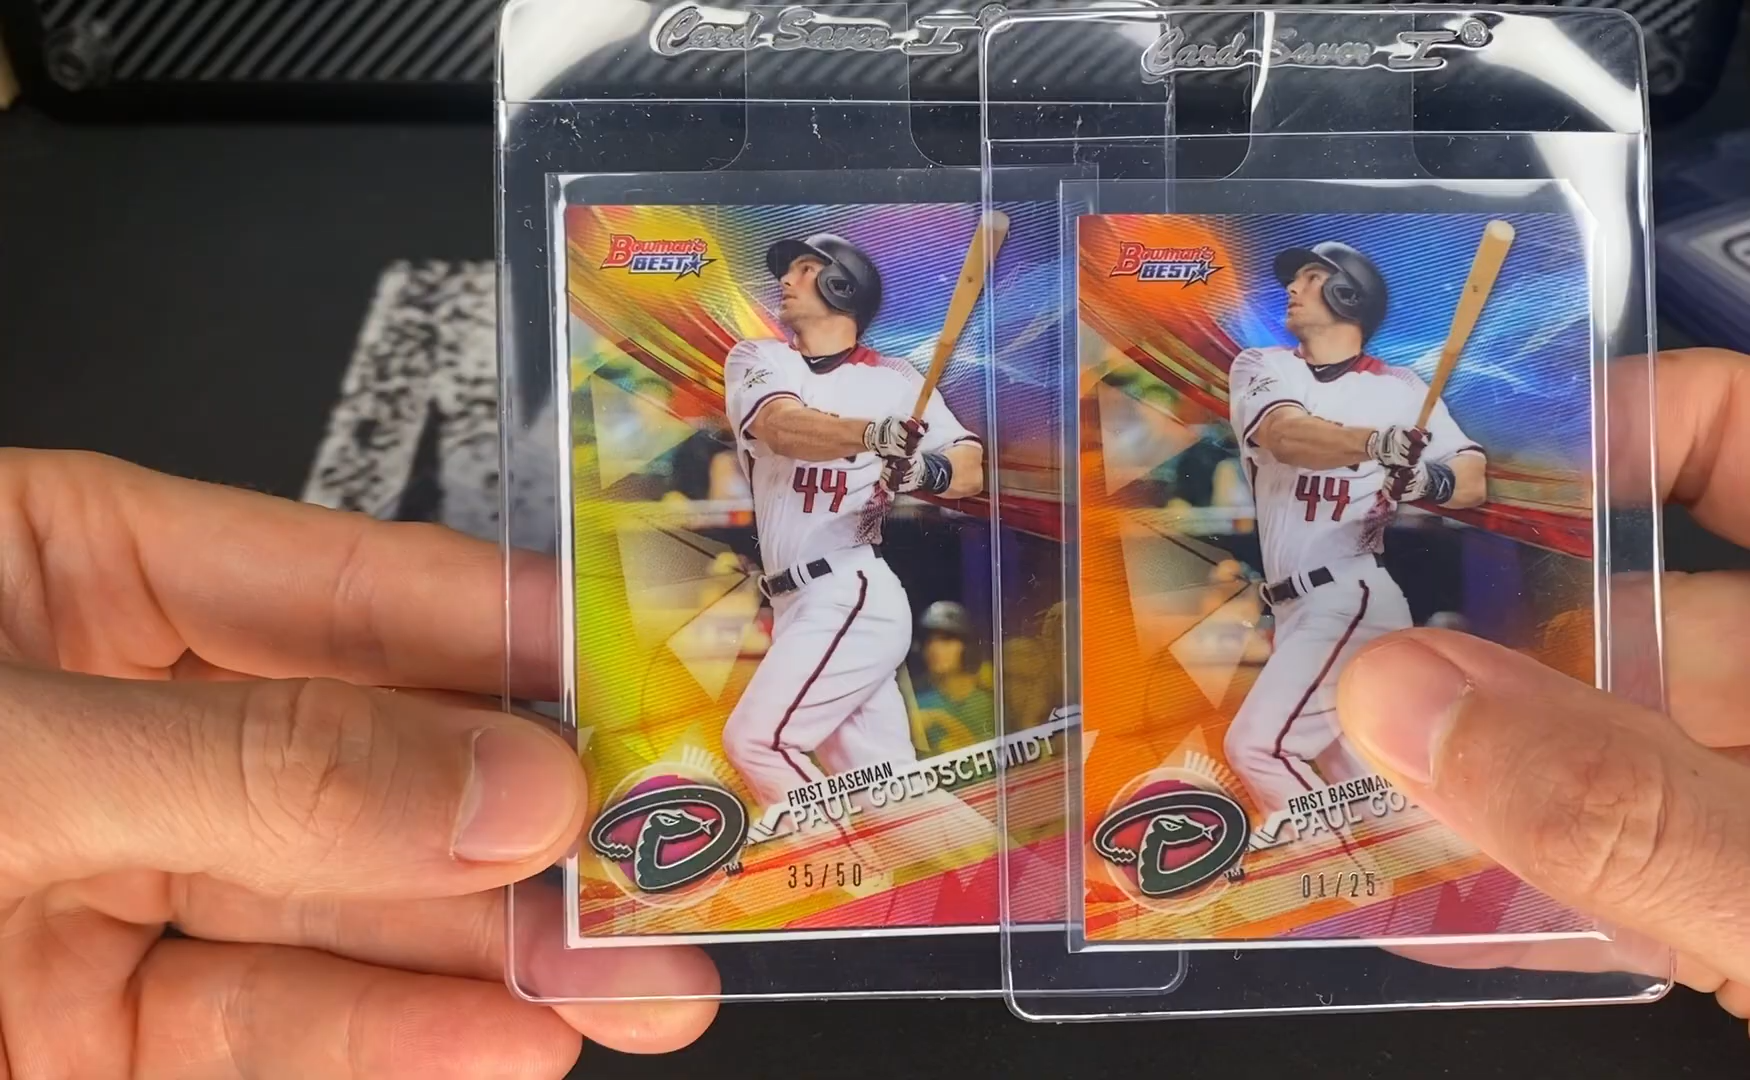 Card Saver I®
Card Saver I®
Bowman's
BEST
Bowman's
BEST
44
44
FIRST BASEMAN
PAUL GOLDSCHMIDT
FIRST BASEMAN
PAUL GO
D
D
35/50
01/25